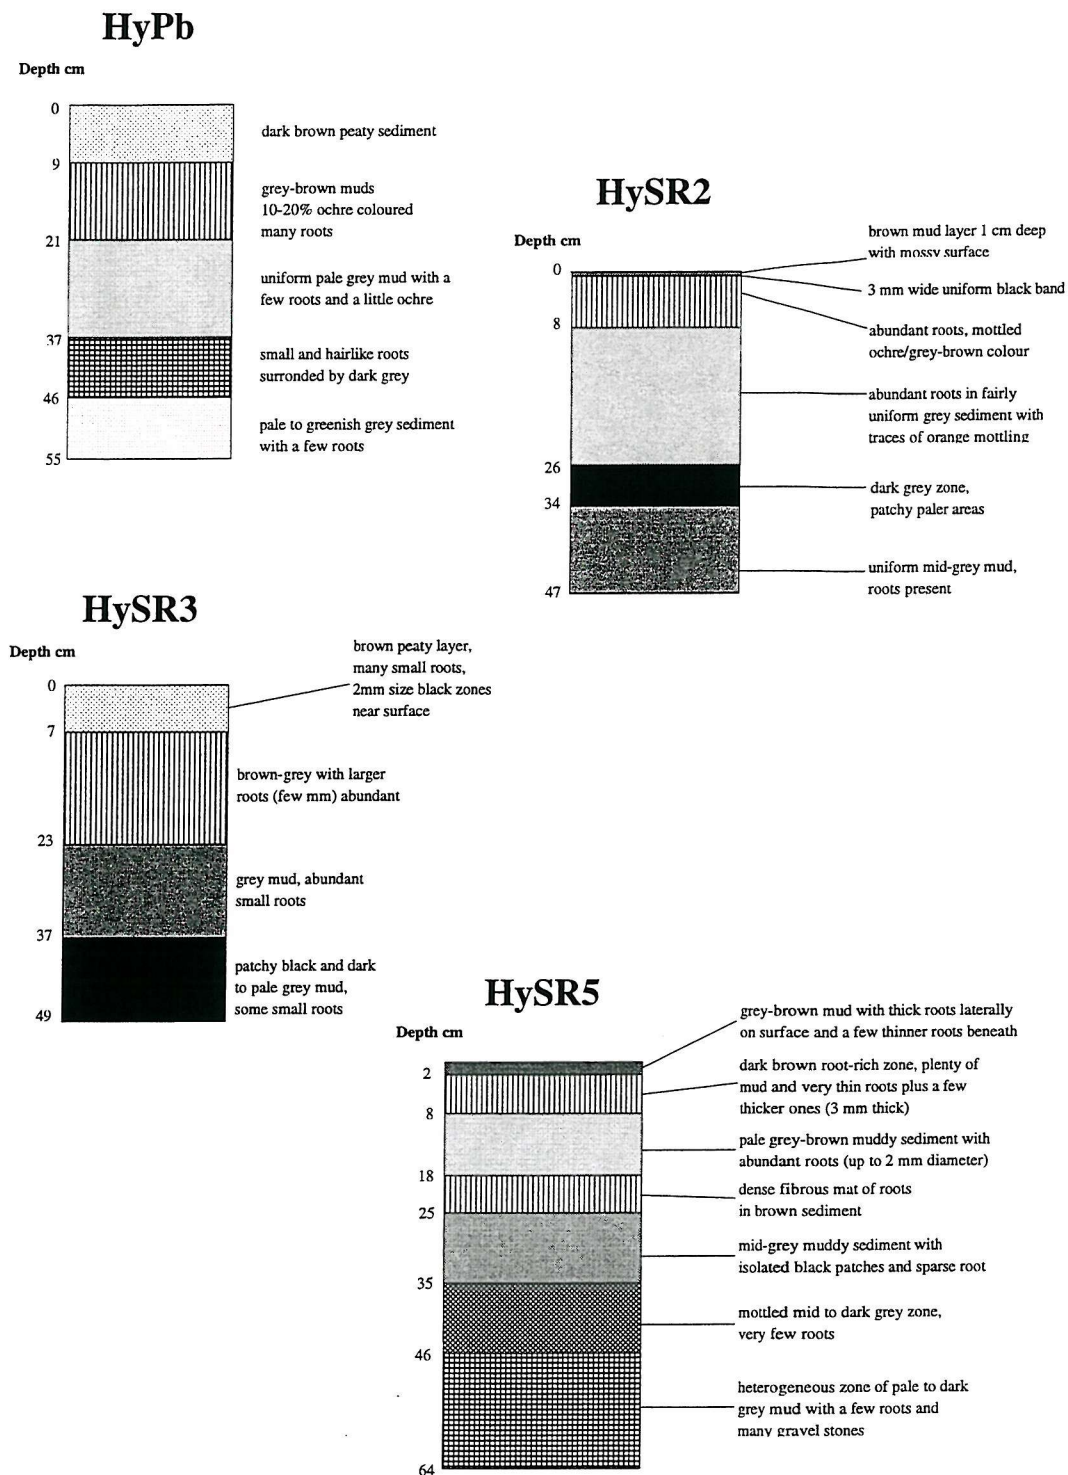 HyPb
Depth cm
0
dark brown peaty sediment
9
grey-brown muds
10-20% ochre coloured
many roots
21
uniform pale grey mud with a
few roots and a little ochre
37
small and hairlike roots
surronded by dark grey
46
pale to greenish grey sediment
with a few roots
55
HySR2
Depth cm
brown mud layer 1 cm deep
with mossy surface
0
3 mm wide uniform black band
8
abundant roots, mottled
ochre/grey-brown colour
abundant roots in fairly
uniform grey sediment with
traces of orange mottling
26
dark grey zone,
patchy paler areas
34
uniform mid-grey mud,
roots present
47
HySR3
Depth cm
brown peaty layer,
many small roots,
2mm size black zones
near surface
0
7
brown-grey with larger
roots (few mm) abundant
23
grey mud, abundant
small roots
37
patchy black and dark
to pale grey mud,
some small roots
49
HySR5
Depth cm
grey-brown mud with thick roots laterally
on surface and a few thinner roots beneath
2
dark brown root-rich zone, plenty of
mud and very thin roots plus a few
thicker ones (3 mm thick)
8
pale grey-brown muddy sediment with
abundant roots (up to 2 mm diameter)
18
dense fibrous mat of roots
in brown sediment
25
mid-grey muddy sediment with
isolated black patches and sparse root
35
mottled mid to dark grey zone,
very few roots
46
heterogeneous zone of pale to dark
grey mud with a few roots and
many gravel stones
64